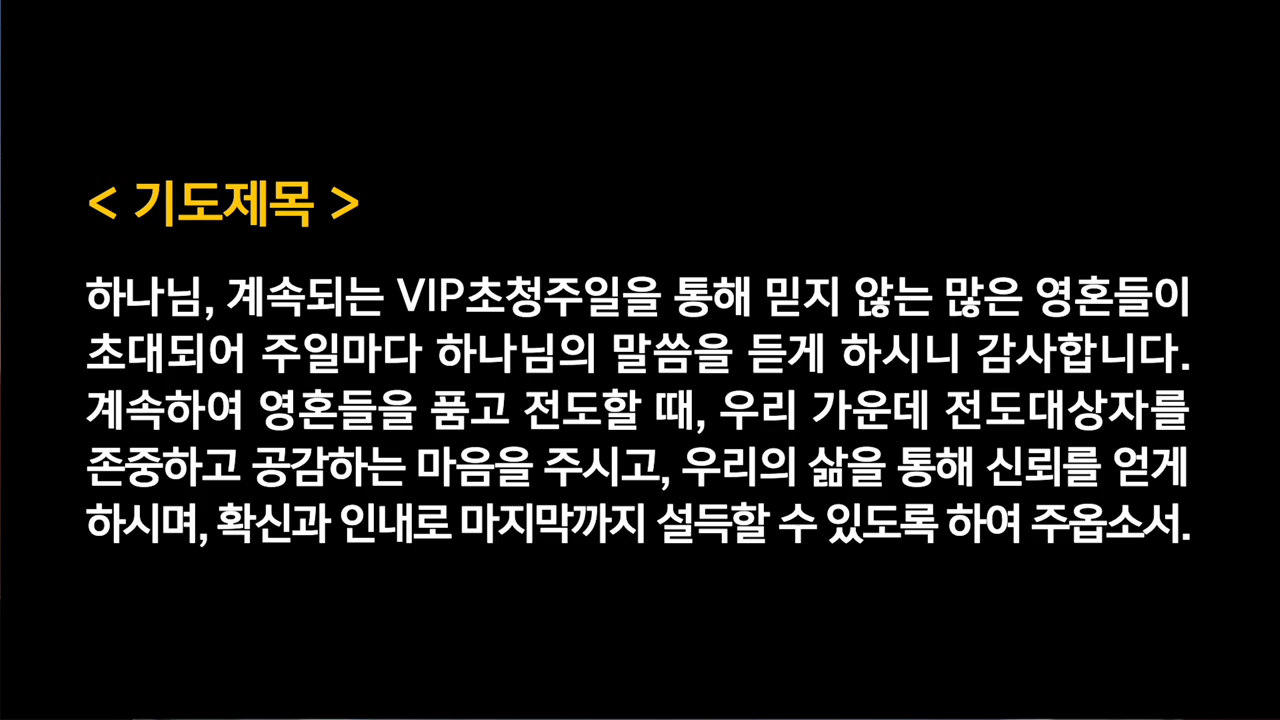 < 기도제목 >
하나님, 계속되는 VIP초청주일을 통해 믿지 않는 많은 영혼들이
초대되어 주일마다 하나님의 말씀을 듣게 하시니 감사합니다.
계속하여 영혼들을 품고 전도할 때, 우리 가운데 전도대상자를
존중하고 공감하는 마음을 주시고, 우리의 삶을 통해 신뢰를 얻게
하시며, 확신과 인내로 마지막까지 설득할 수 있도록 하여 주옵소서.